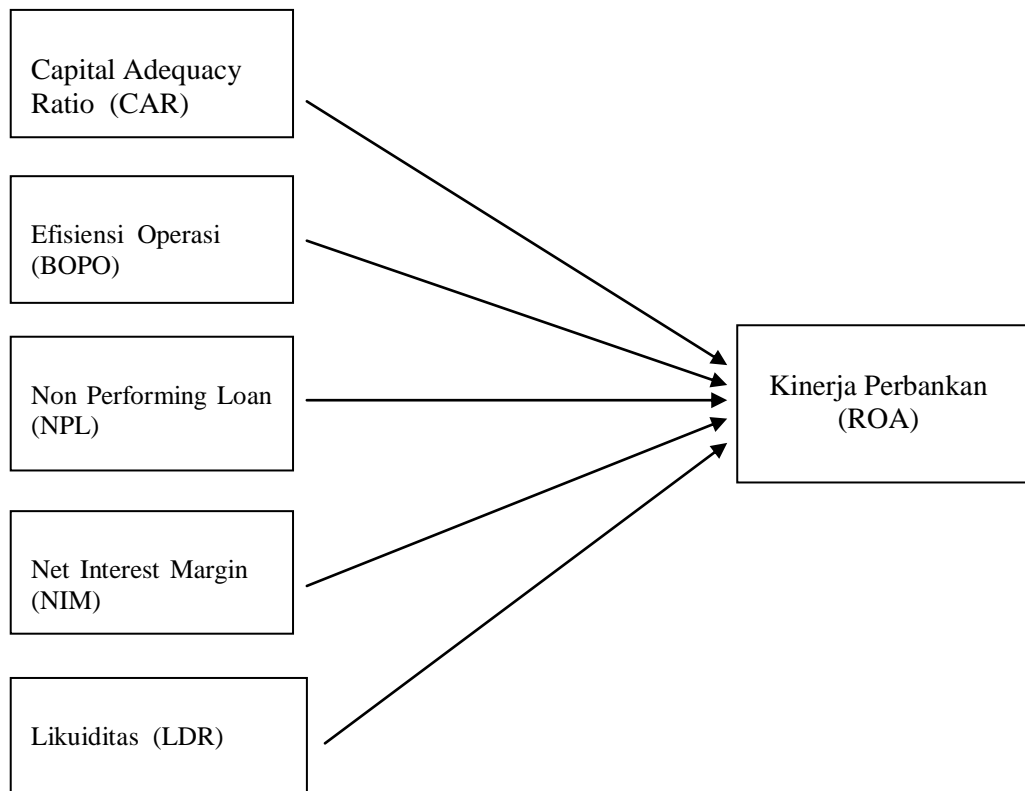 Capital Adequacy
Ratio (CAR)
Efisiensi Operasi
(BOPO)
Non Performing Loan
(NPL)
Kinerja Perbankan
(ROA)
Net Interest Margin
(NIM)
Likuiditas (LDR)